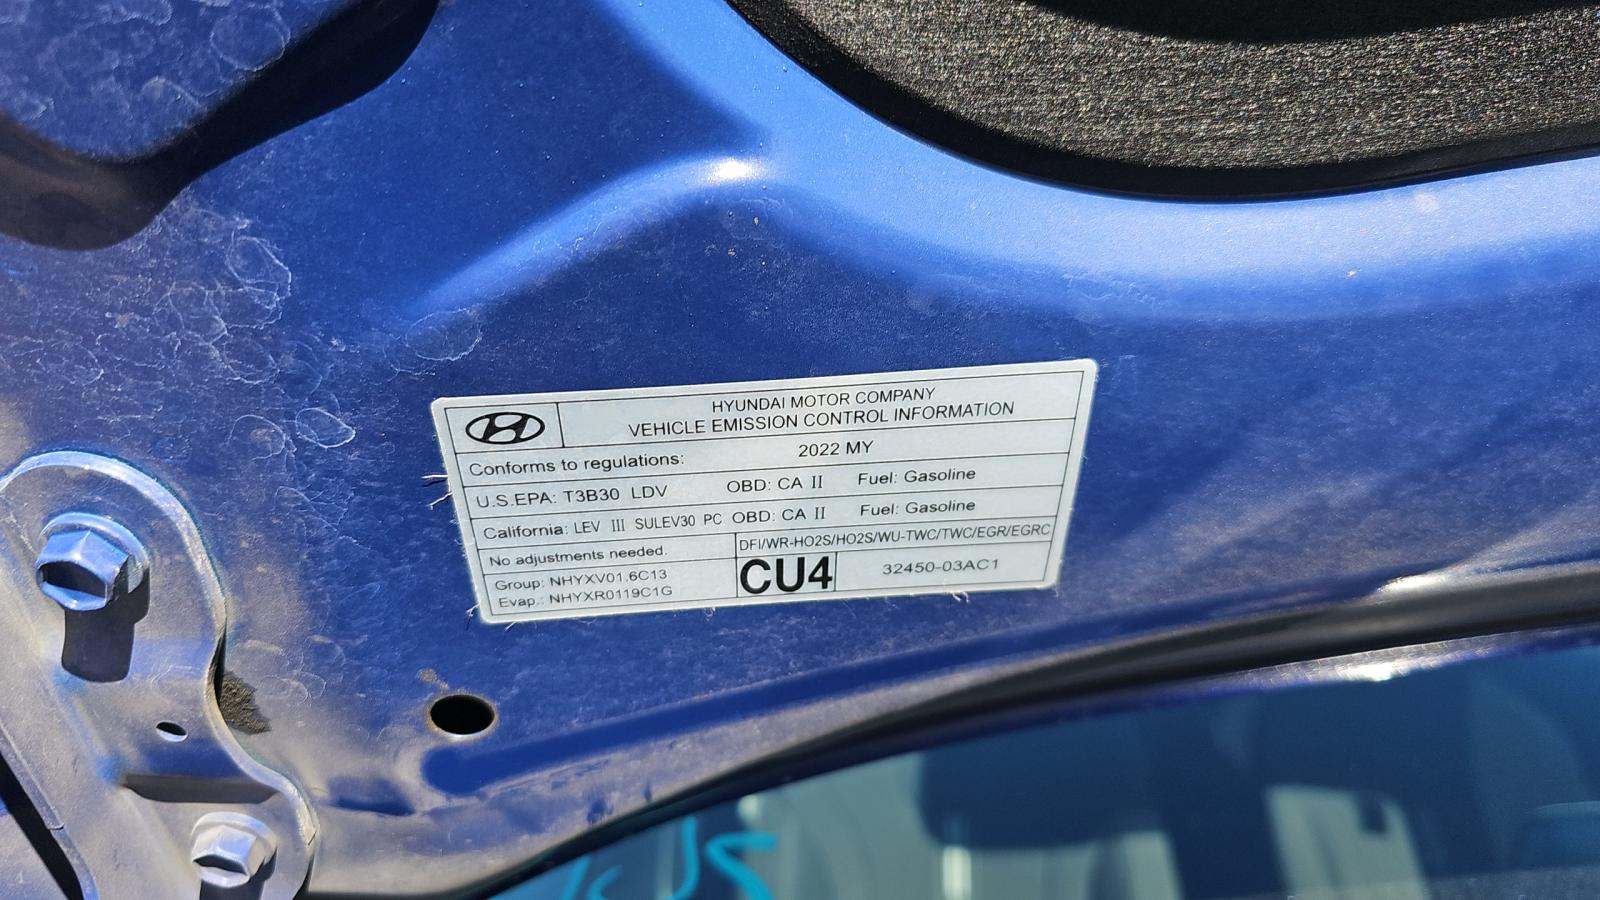 HYUNDAI MOTOR COMPANY
VEHICLE EMISSION CONTROL INFORMATION
Conforms to regulations: 2022 MY
U.S.EPA: T3B30 LDV OBD: CA II Fuel: Gasoline
California: LEV III SULEV30 PC OBD: CA II Fuel: Gasoline
No adjustments needed. DFI/WR-HO2S/HO2S/WU-TWC/TWC/EGR/EGRC
Group: NHYXV01.6C13
Evap.: NHYXR0119C1G
CU4 32450-03AC1